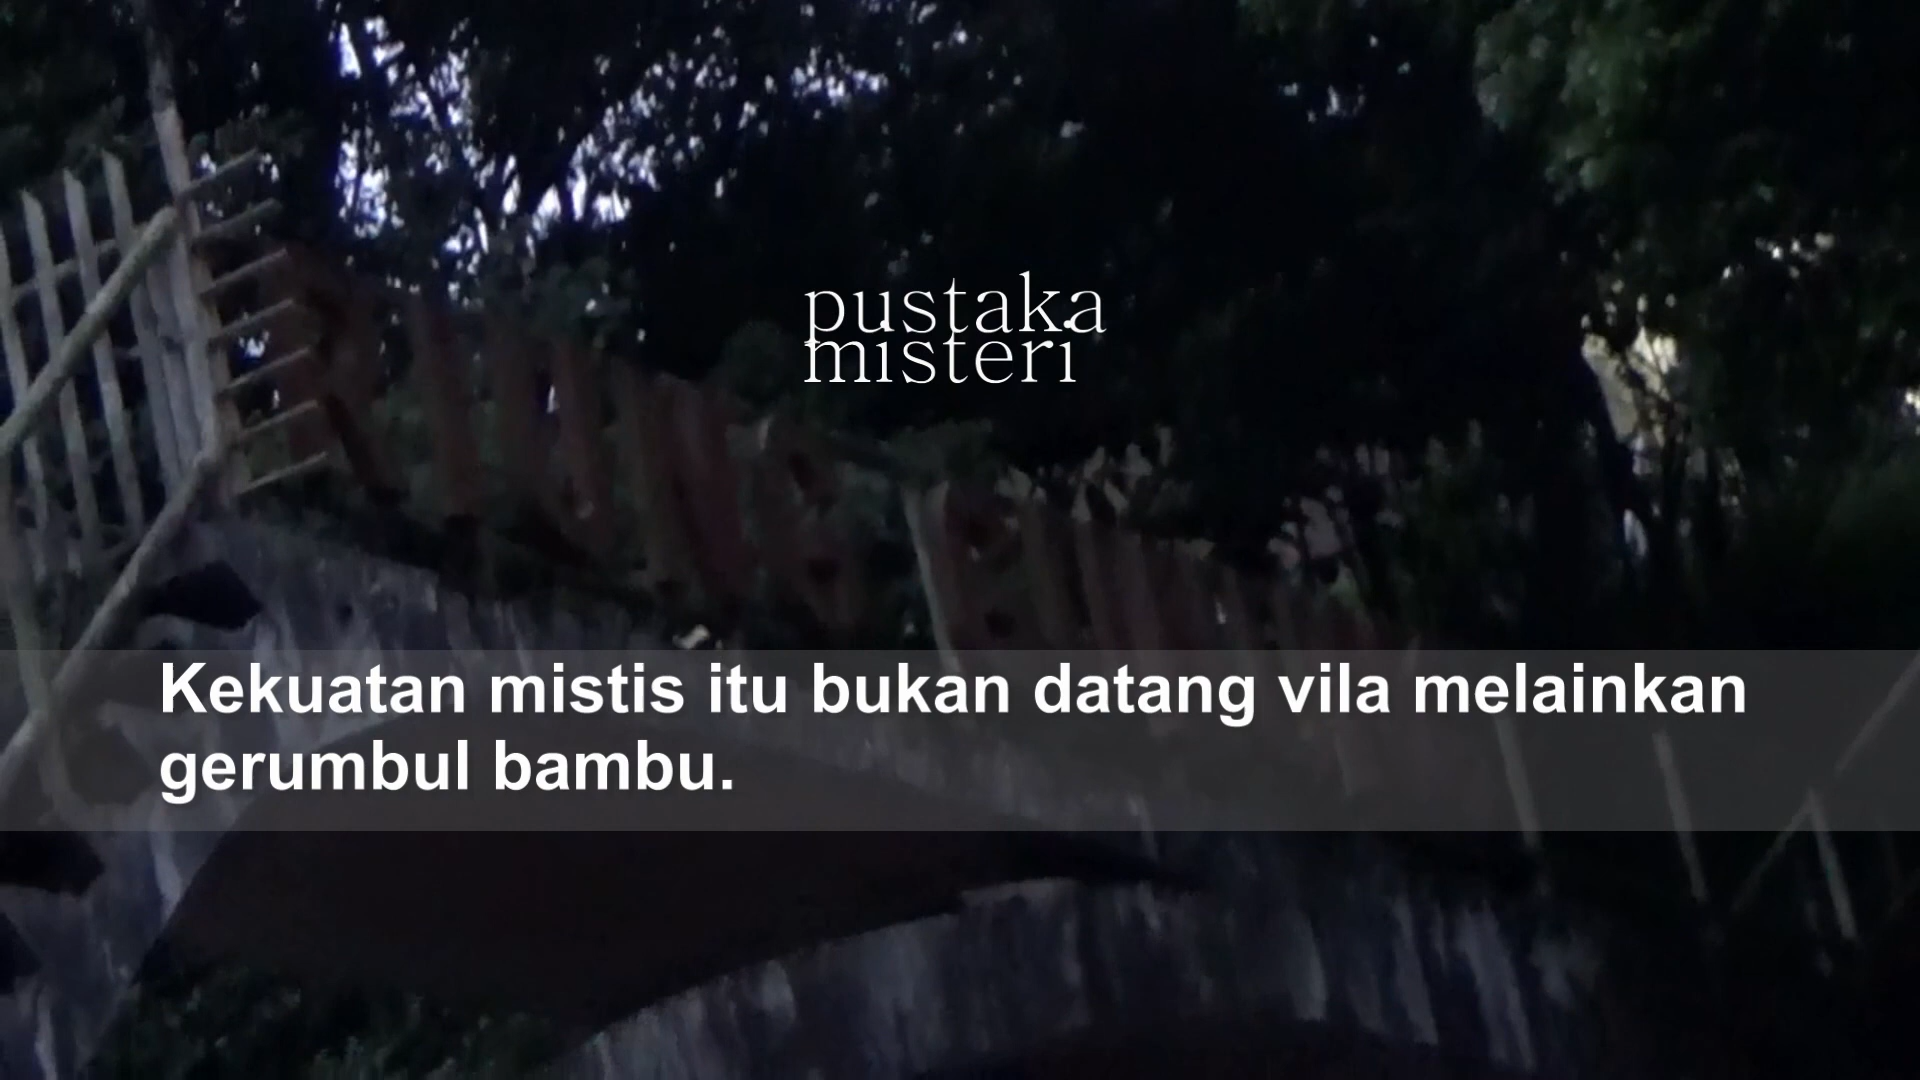 pustaka
misteri
Kekuatan mistis itu bukan datang vila melainkan
gerumbul bambu.